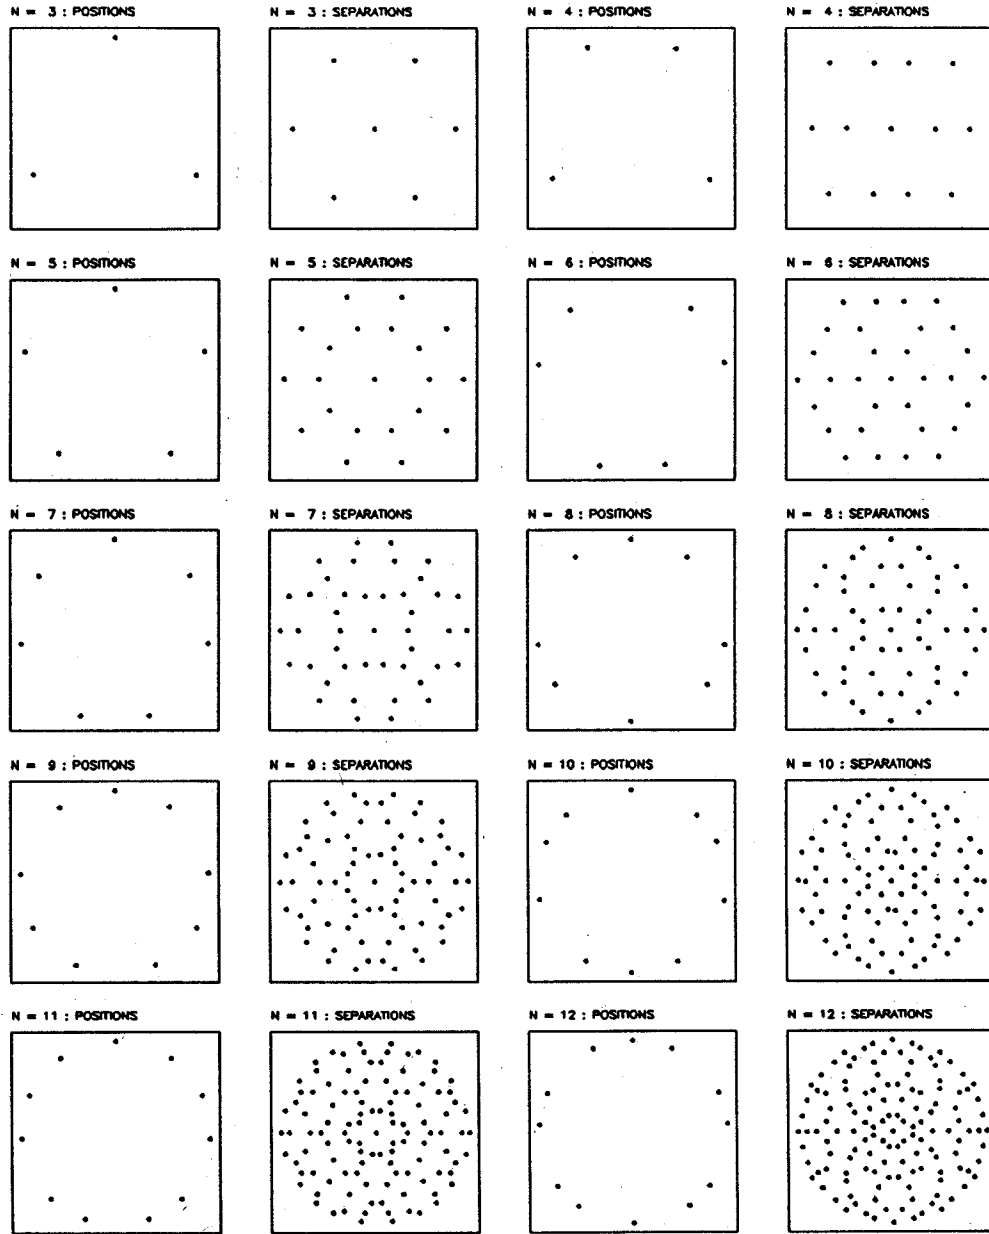 N = 3 : POSITIONS
N = 3 : SEPARATIONS
N = 4 : POSITIONS
N = 4 : SEPARATIONS
N = 5 : POSITIONS
N = 5 : SEPARATIONS
N = 6 : POSITIONS
N = 6 : SEPARATIONS
N = 7 : POSITIONS
N = 7 : SEPARATIONS
N = 8 : POSITIONS
N = 8 : SEPARATIONS
N = 9 : POSITIONS
N = 9 : SEPARATIONS
N = 10 : POSITIONS
N = 10 : SEPARATIONS
N = 11 : POSITIONS
N = 11 : SEPARATIONS
N = 12 : POSITIONS
N = 12 : SEPARATIONS